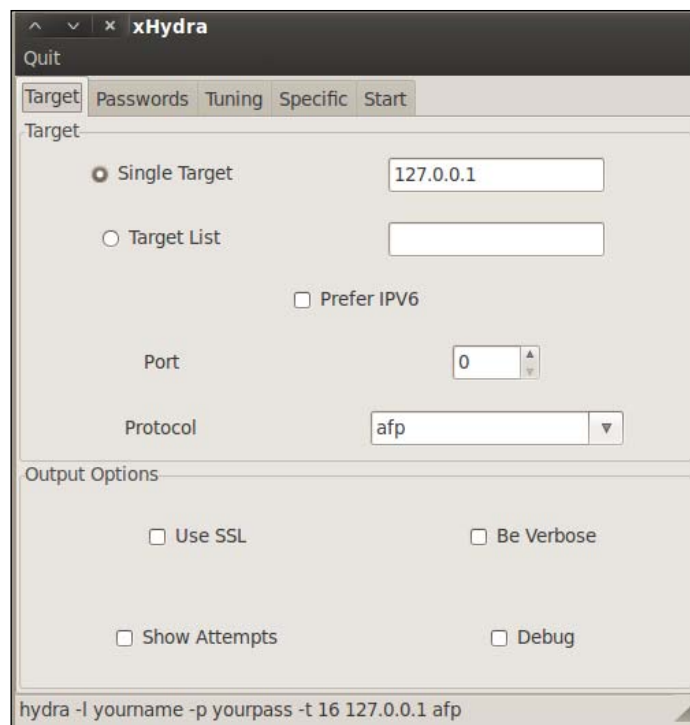 xHydra
Quit
Target Passwords Tuning Specific Start
Target
Single Target 127.0.0.1
Target List
Prefer IPV6
Port 0
Protocol afp
Output Options
Use SSL Be Verbose
Show Attempts Debug
hydra -l yourname -p yourpass -t 16 127.0.0.1 afp